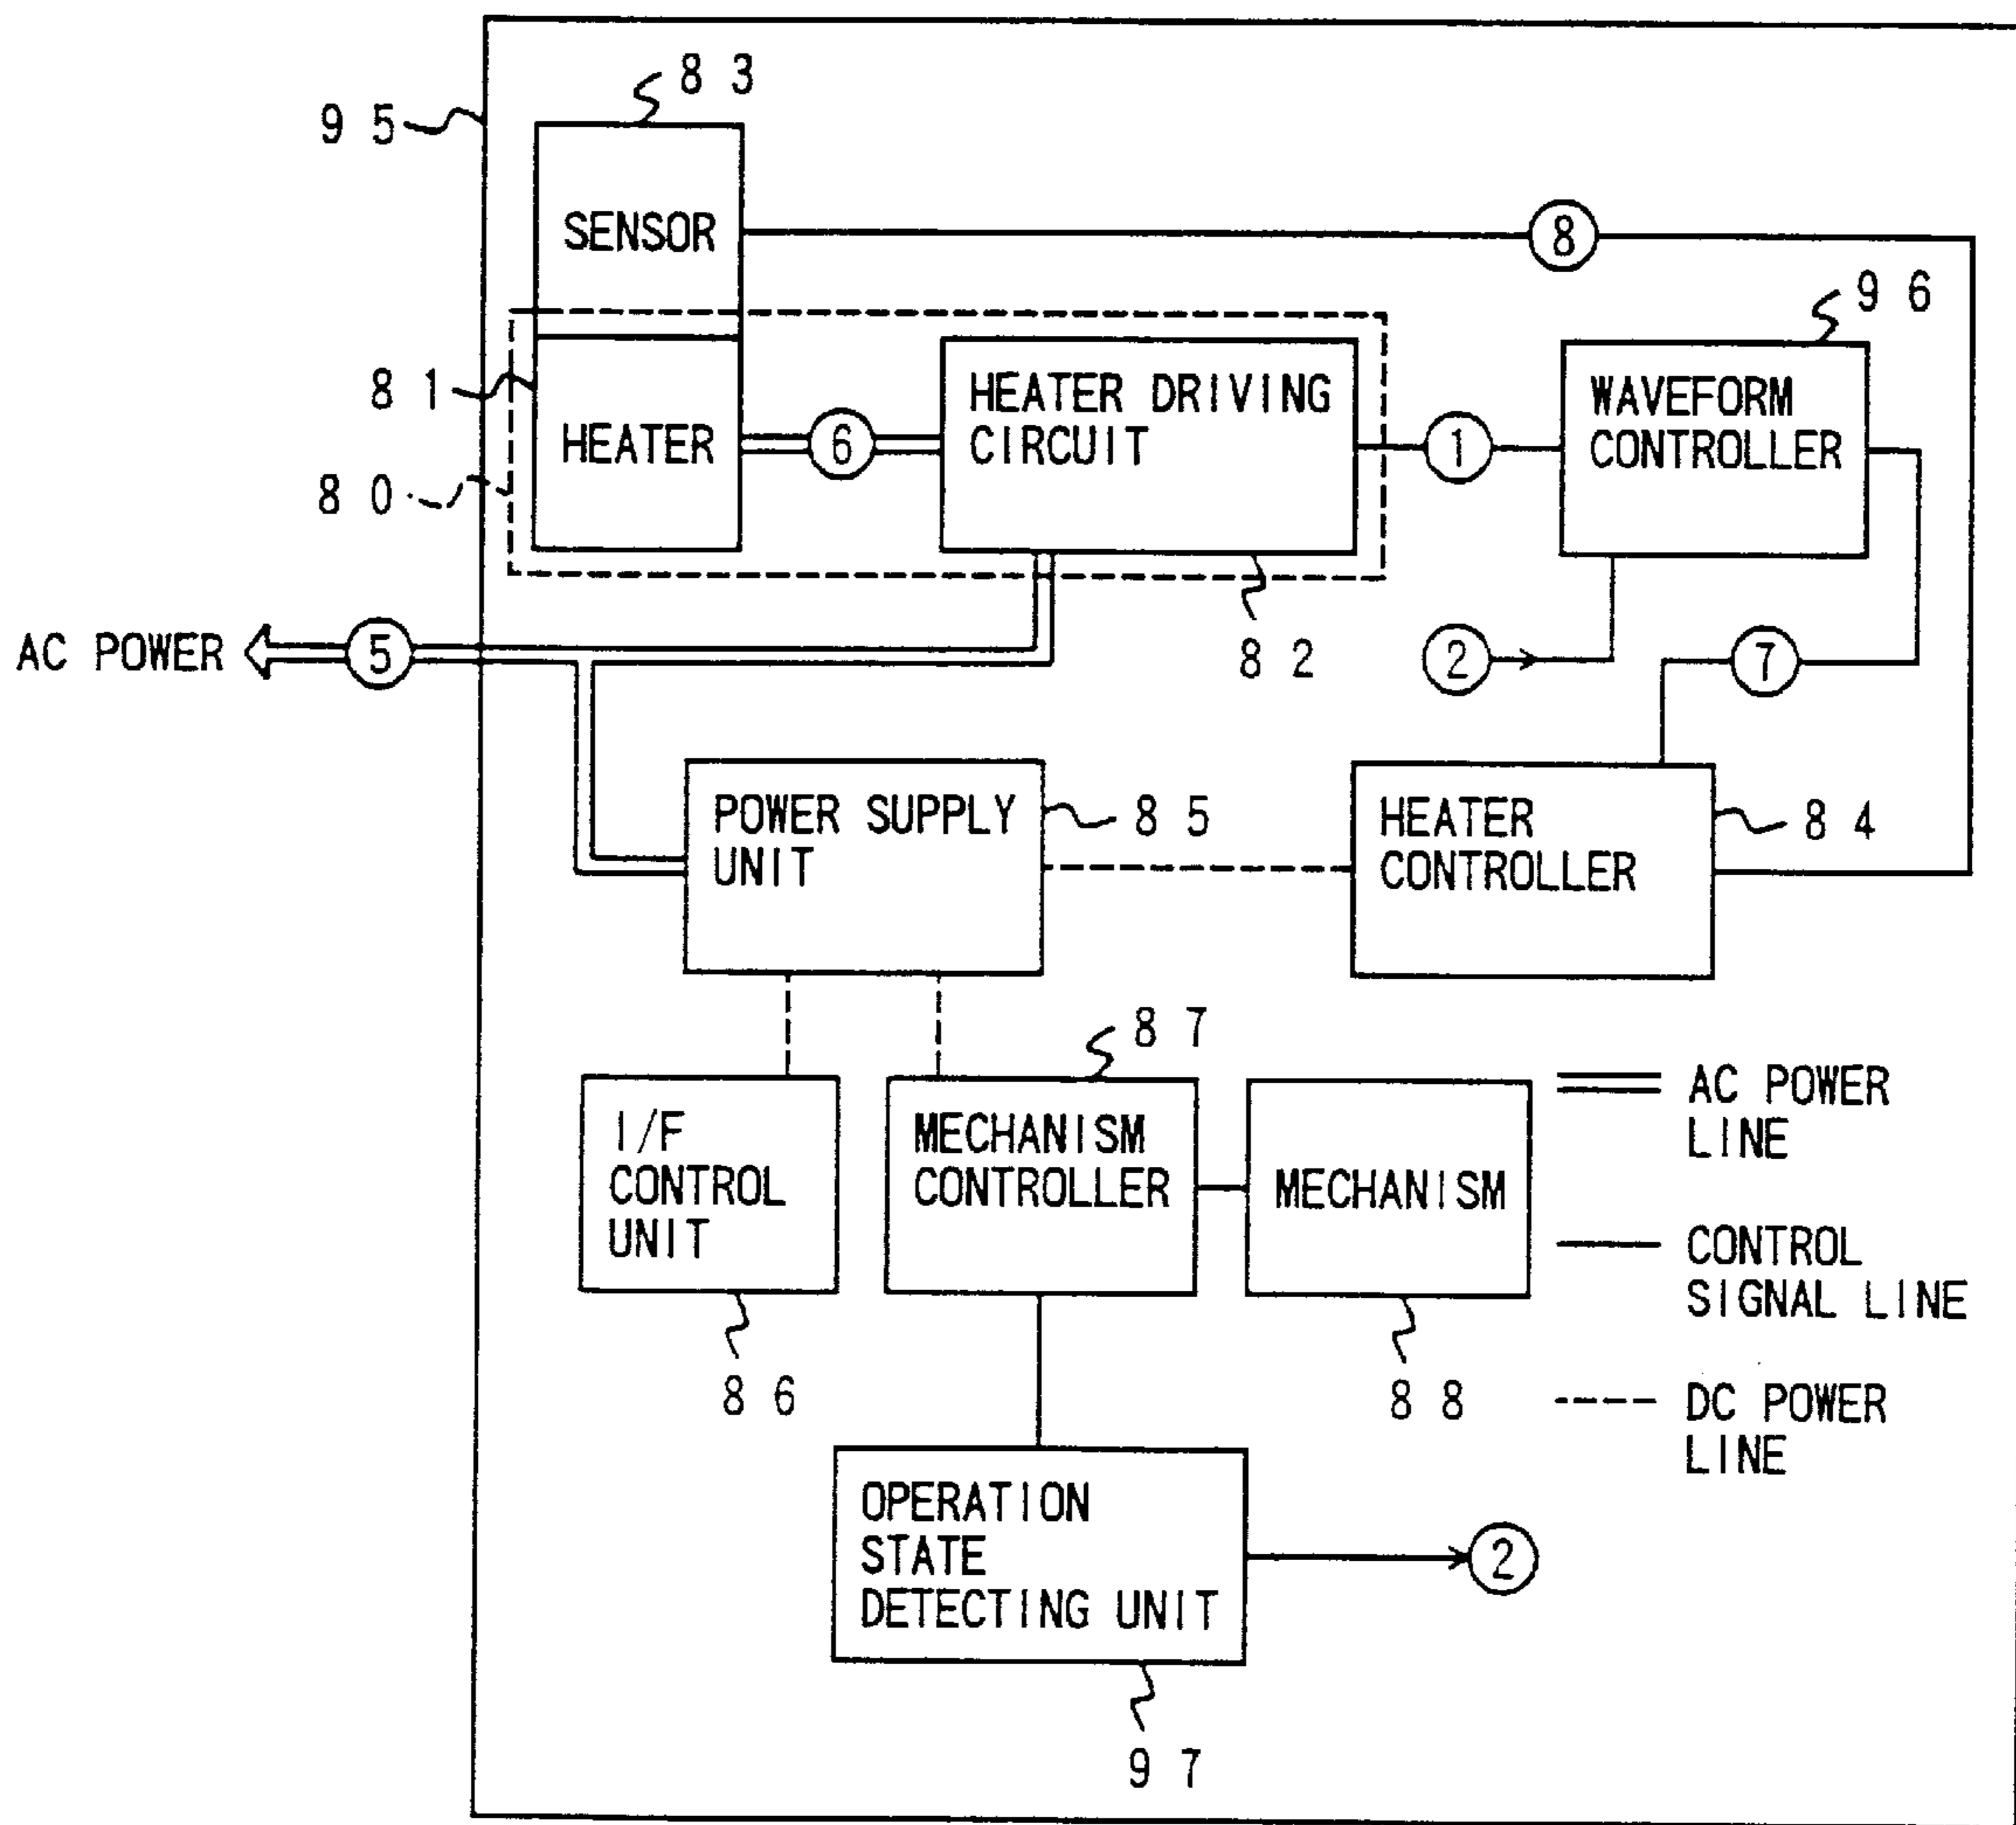 8 3
9 5
SENSOR
8
9 6
8 1
HEATER
6
HEATER DRIVING
CIRCUIT
1
WAVEFORM
CONTROLLER
8 0
AC POWER
5
8 2
2
7
POWER SUPPLY
UNIT
8 5
HEATER
CONTROLLER
8 4
8 7
I/F
CONTROL
UNIT
MECHANISM
CONTROLLER
MECHANISM
AC POWER
LINE
CONTROL
SIGNAL LINE
8 6
8 8
DC POWER
LINE
OPERATION
STATE
DETECTING UNIT
2
9 7